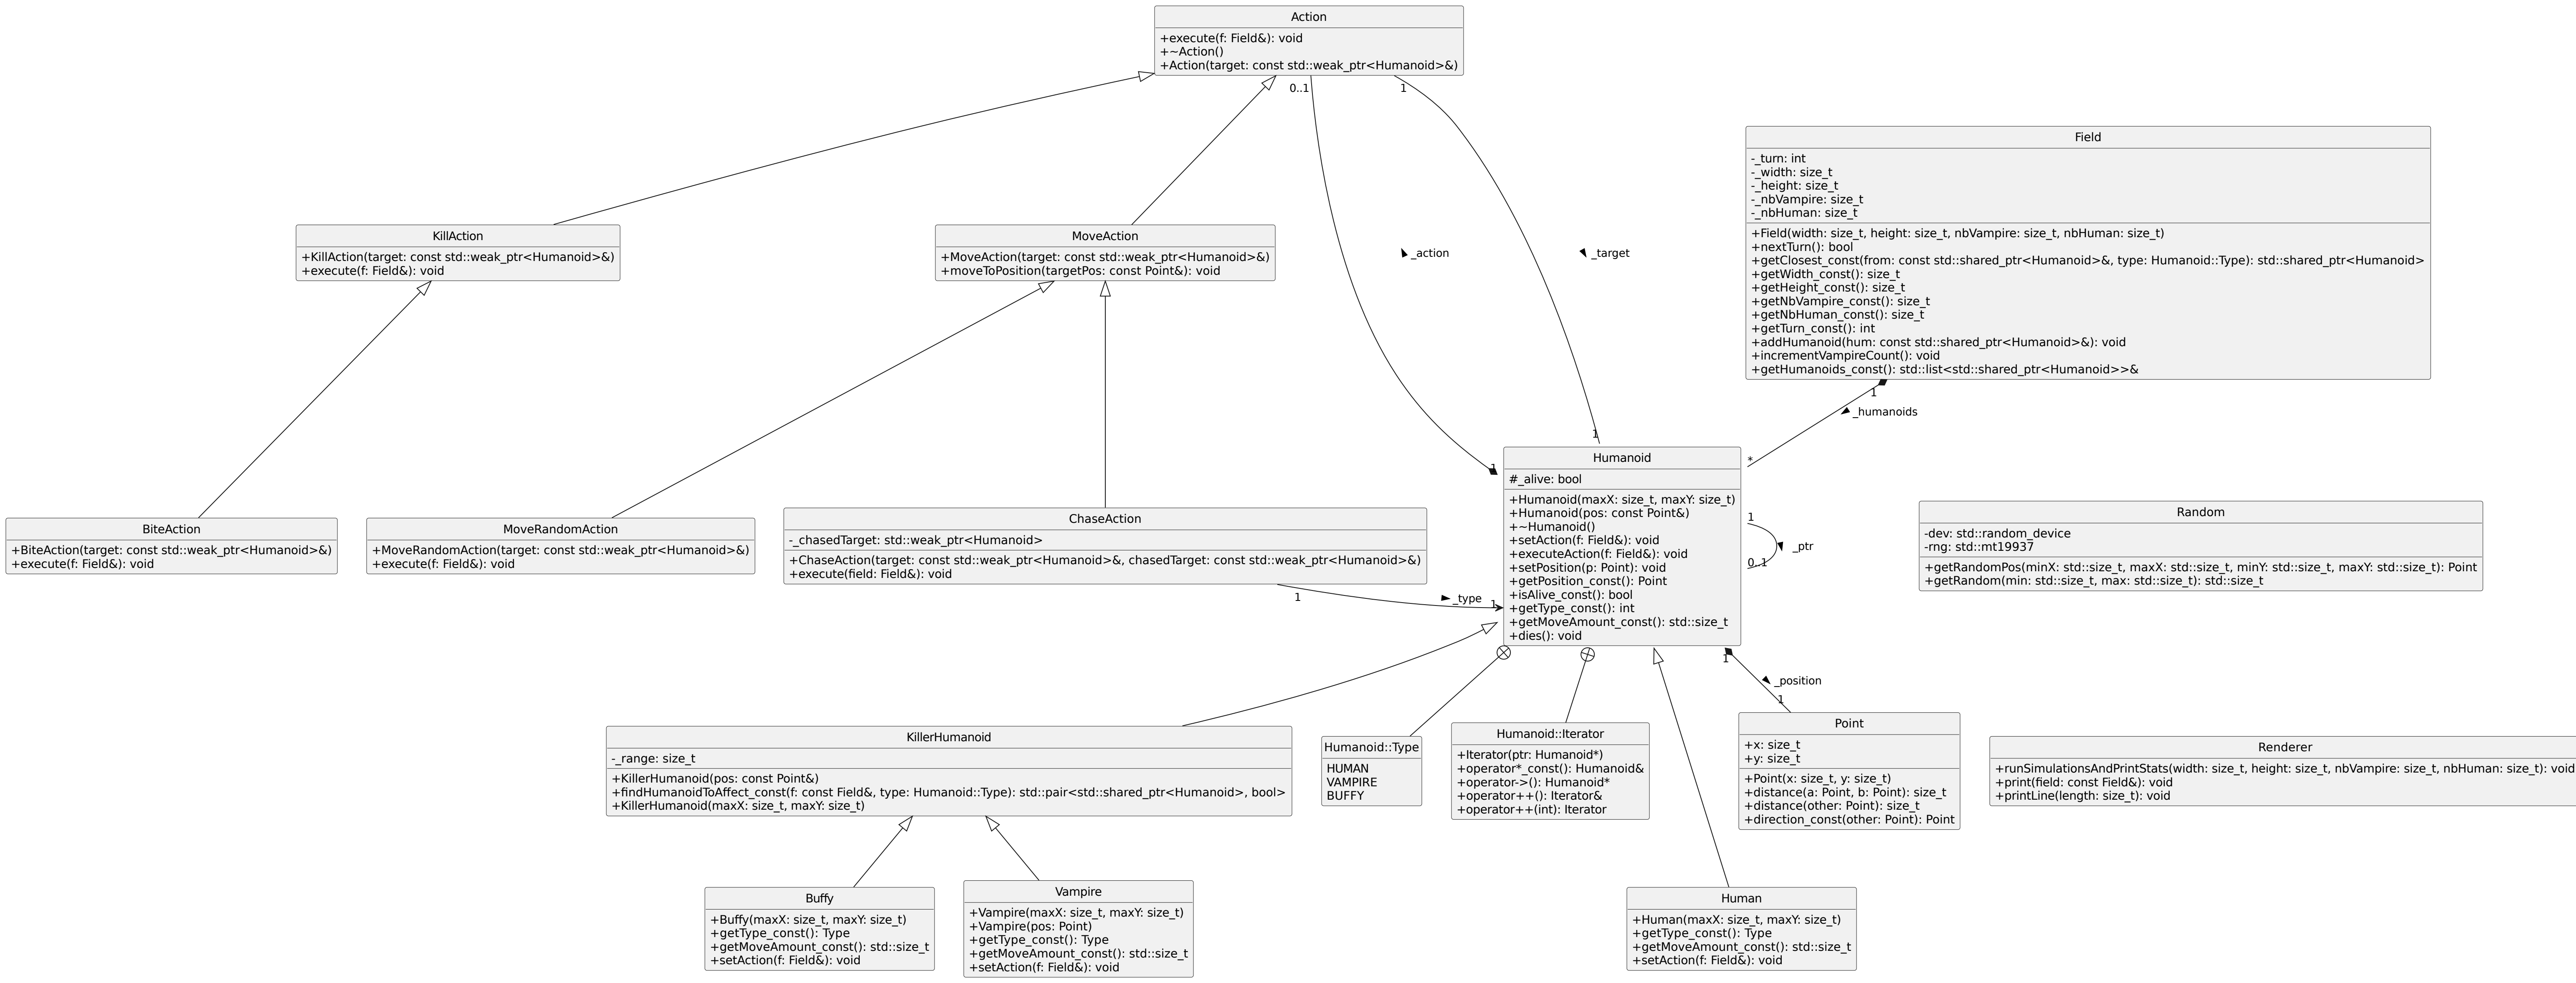 Action
+execute(f: Field&): void
+~Action()
+Action(target: const std::weak_ptr<Humanoid>&)
0..1
1
Field
-_turn: int
-_width: size_t
-_height: size_t
-_nbVampire: size_t
-_nbHuman: size_t
+Field(width: size_t, height: size_t, nbVampire: size_t, nbHuman: size_t)
+nextTurn(): bool
+getClosest_const(from: const std::shared_ptr<Humanoid>&, type: Humanoid::Type): std::shared_ptr<Humanoid>
+getWidth_const(): size_t
+getHeight_const(): size_t
+getNbVampire_const(): size_t
+getNbHuman_const(): size_t
+getTurn_const(): int
+addHumanoid(hum: const std::shared_ptr<Humanoid>&): void
+incrementVampireCount(): void
+getHumanoids_const(): std::list<std::shared_ptr<Humanoid>>&
KillAction
+KillAction(target: const std::weak_ptr<Humanoid>&)
+execute(f: Field&): void
MoveAction
+MoveAction(target: const std::weak_ptr<Humanoid>&)
+moveToPosition(targetPos: const Point&): void
_action
_target
1
_humanoids
1
1
*
Humanoid
#_alive: bool
+Humanoid(maxX: size_t, maxY: size_t)
+Humanoid(pos: const Point&)
+~Humanoid()
+setAction(f: Field&): void
+executeAction(f: Field&): void
+setPosition(p: Point): void
+getPosition_const(): Point
+isAlive_const(): bool
+getType_const(): int
+getMoveAmount_const(): std::size_t
+dies(): void
1
_ptr
0..1
Random
-dev: std::random_device
-rng: std::mt19937
+getRandomPos(minX: std::size_t, maxX: std::size_t, minY: std::size_t, maxY: std::size_t): Point
+getRandom(min: std::size_t, max: std::size_t): std::size_t
BiteAction
+BiteAction(target: const std::weak_ptr<Humanoid>&)
+execute(f: Field&): void
MoveRandomAction
+MoveRandomAction(target: const std::weak_ptr<Humanoid>&)
+execute(f: Field&): void
ChaseAction
-_chasedTarget: std::weak_ptr<Humanoid>
+ChaseAction(target: const std::weak_ptr<Humanoid>&, chasedTarget: const std::weak_ptr<Humanoid>&)
+execute(field: Field&): void
1
_type
1
1
_position
1
KillerHumanoid
-_range: size_t
+KillerHumanoid(pos: const Point&)
+findHumanoidToAffect_const(f: const Field&, type: Humanoid::Type): std::pair<std::shared_ptr<Humanoid>, bool>
+KillerHumanoid(maxX: size_t, maxY: size_t)
Humanoid::Type
HUMAN
VAMPIRE
BUFFY
Humanoid::Iterator
+Iterator(ptr: Humanoid*)
+operator*_const(): Humanoid&
+operator->(): Humanoid*
+operator++(): Iterator&
+operator++(int): Iterator
Point
+x: size_t
+y: size_t
+Point(x: size_t, y: size_t)
+distance(a: Point, b: Point): size_t
+distance(other: Point): size_t
+direction_const(other: Point): Point
Renderer
+runSimulationsAndPrintStats(width: size_t, height: size_t, nbVampire: size_t, nbHuman: size_t): void
+print(field: const Field&): void
+printLine(length: size_t): void
Buffy
+Buffy(maxX: size_t, maxY: size_t)
+getType_const(): Type
+getMoveAmount_const(): std::size_t
+setAction(f: Field&): void
Vampire
+Vampire(maxX: size_t, maxY: size_t)
+Vampire(pos: Point)
+getType_const(): Type
+getMoveAmount_const(): std::size_t
+setAction(f: Field&): void
Human
+Human(maxX: size_t, maxY: size_t)
+getType_const(): Type
+getMoveAmount_const(): std::size_t
+setAction(f: Field&): void